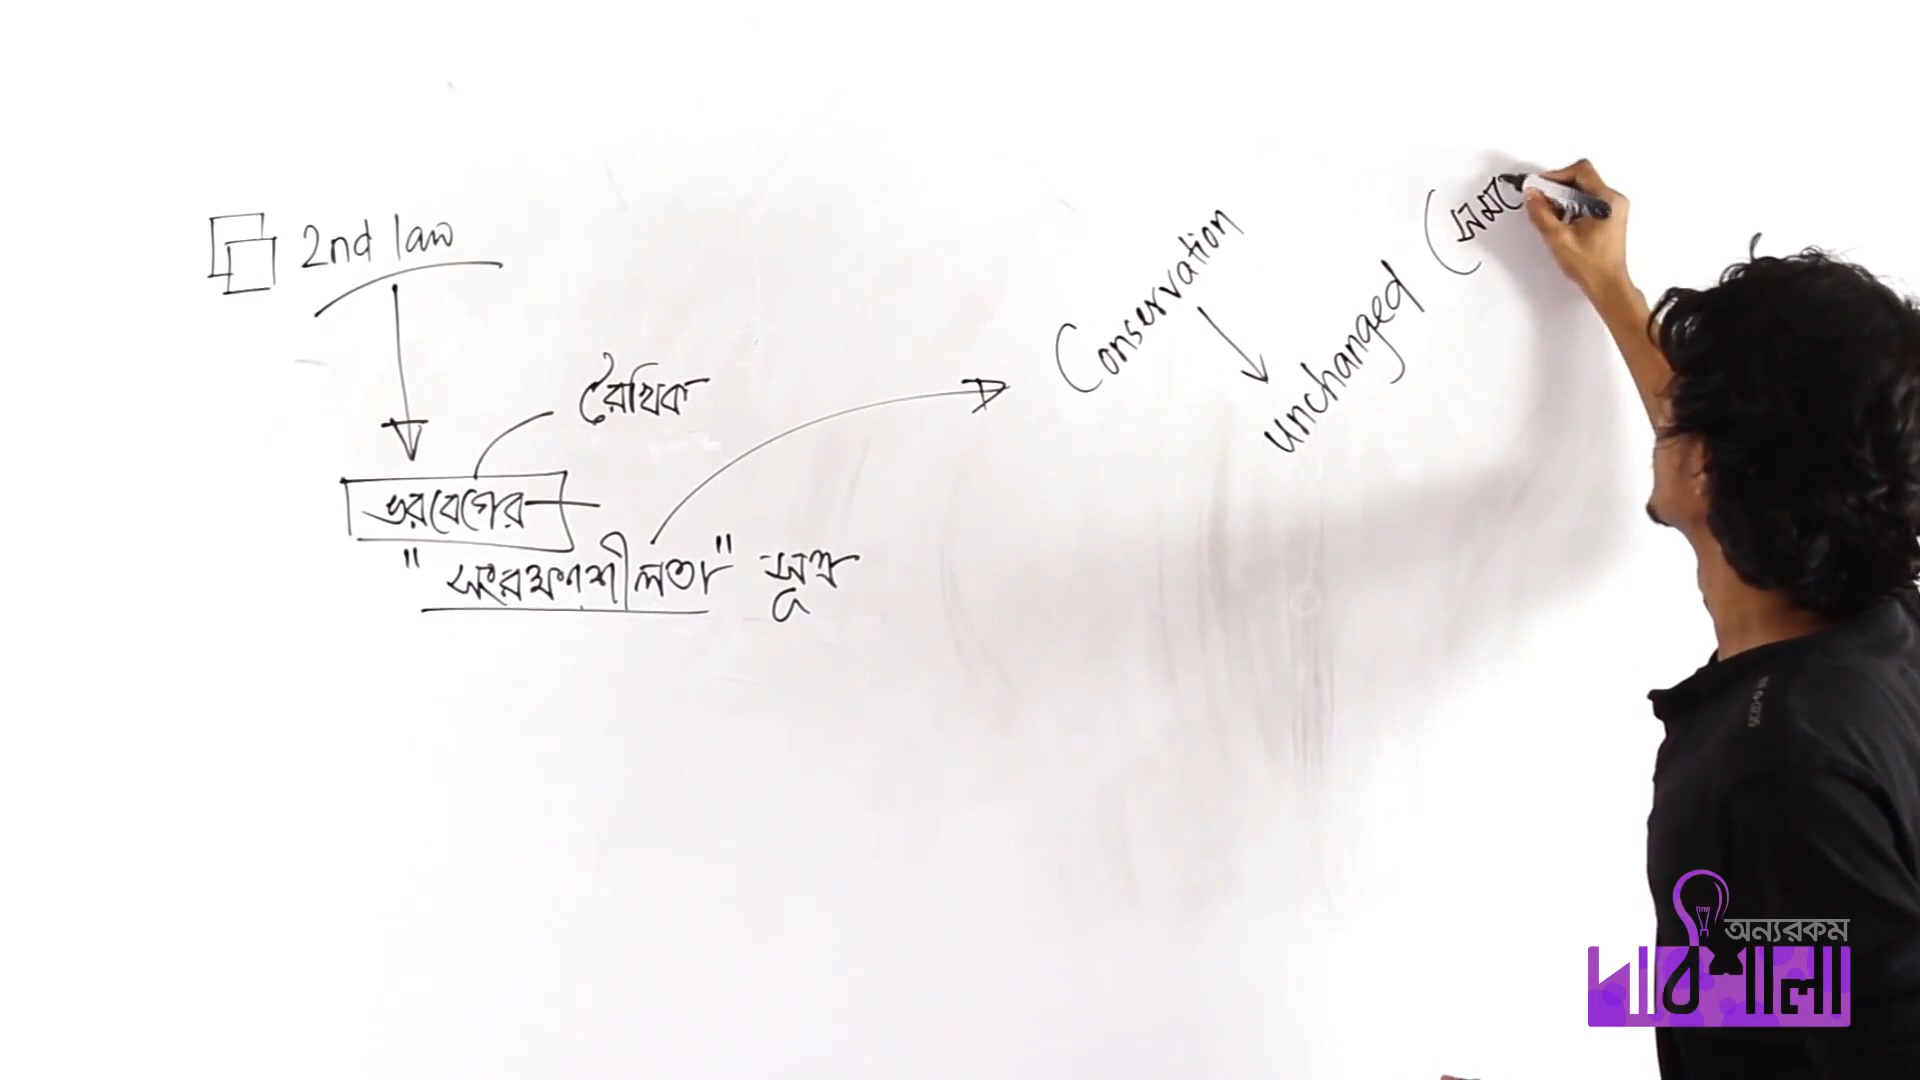 2nd law
রৈখিক
ভরবেগের
"সংরক্ষণশীলতা" সূত্র
Conservation
unchanged (
অন্যরকম
পাঠশালা